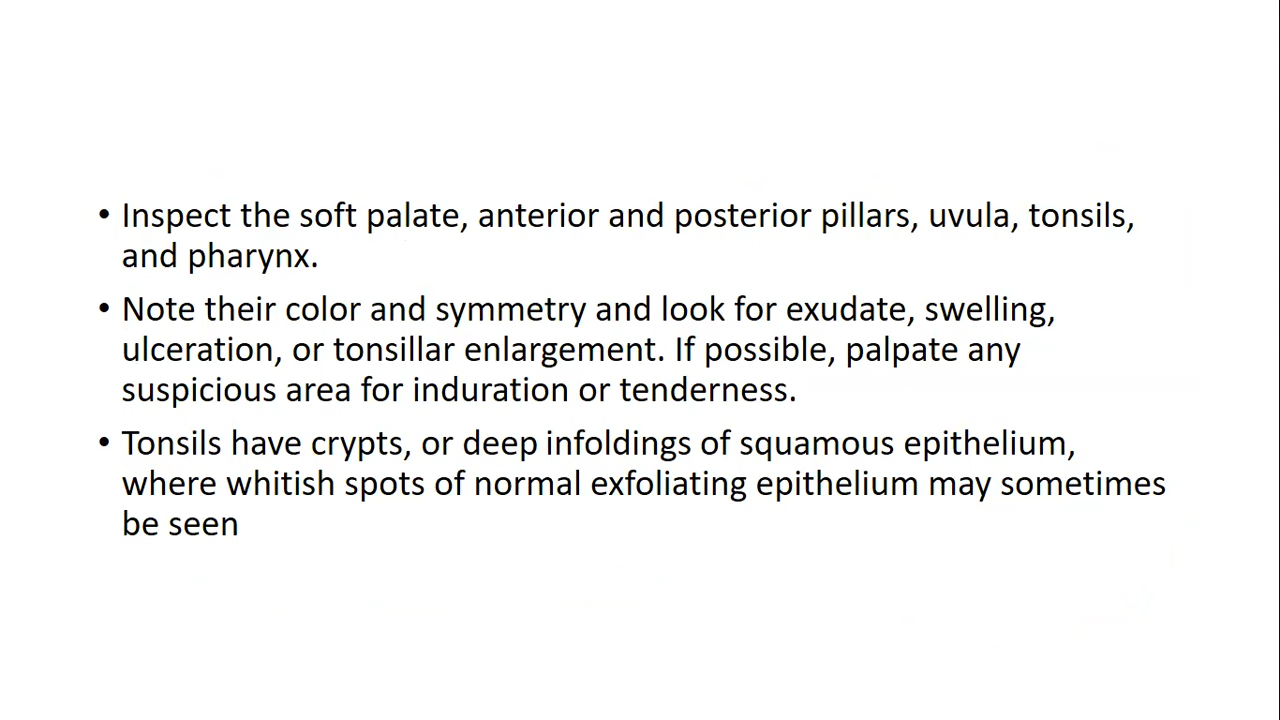 • Inspect the soft palate, anterior and posterior pillars, uvula, tonsils,
and pharynx.
• Note their color and symmetry and look for exudate, swelling,
ulceration, or tonsillar enlargement. If possible, palpate any
suspicious area for induration or tenderness.
• Tonsils have crypts, or deep infoldings of squamous epithelium,
where whitish spots of normal exfoliating epithelium may sometimes
be seen